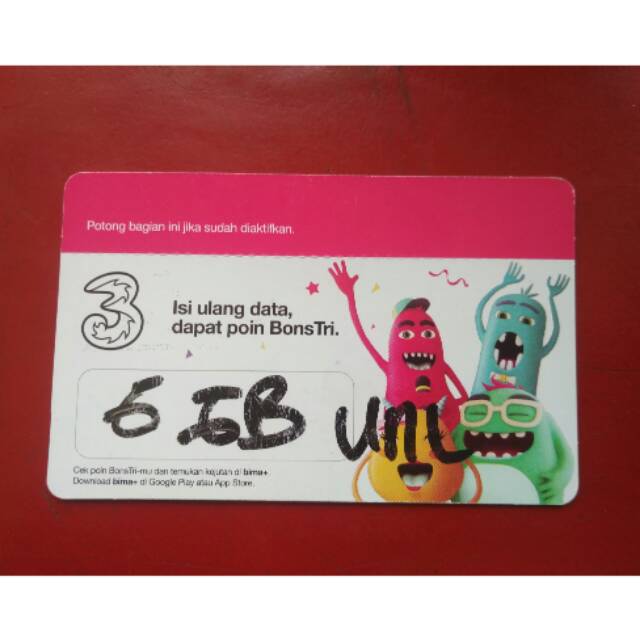 Potong bagian ini jika sudah diaktifkan.
3
Isi ulang data,
dapat poin BonsTri.
6 GB UNL
Cek poin BonsTri-mu dan temukan kejutan di bima+
Download bima+ di Google Play atau App Store.